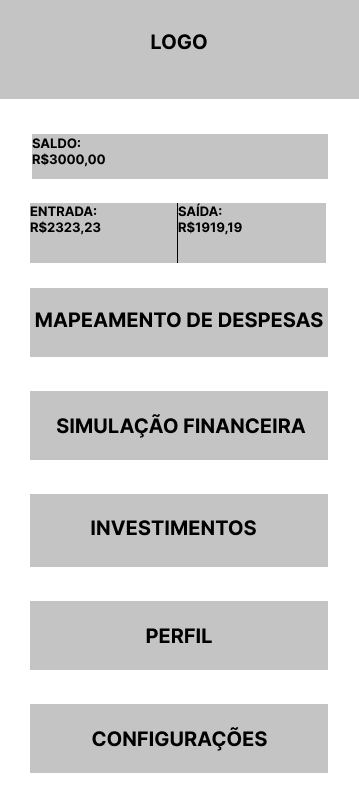 LOGO
SALDO:
R$3000,00
ENTRADA:
R$2323,23
SAÍDA:
R$1919,19
MAPEAMENTO DE DESPESAS
SIMULAÇÃO FINANCEIRA
INVESTIMENTOS
PERFIL
CONFIGURAÇÕES